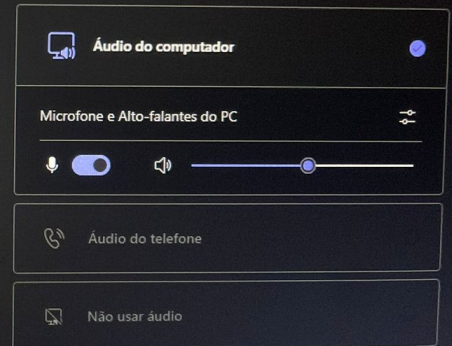 Áudio do computador
Microfone e Alto-falantes do PC
Áudio do telefone
Não usar áudio